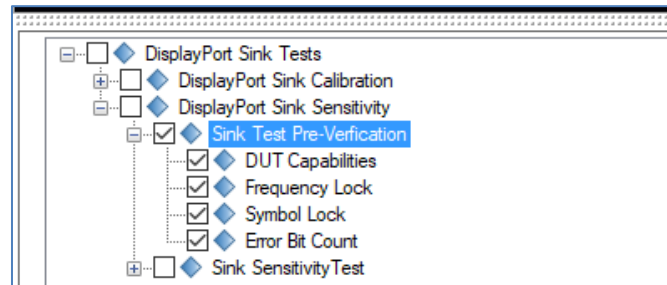 DisplayPort Sink Tests
DisplayPort Sink Calibration
DisplayPort Sink Sensitivity
Sink Test Pre-Verfication
DUT Capabilities
Frequency Lock
Symbol Lock
Error Bit Count
Sink SensitivityTest